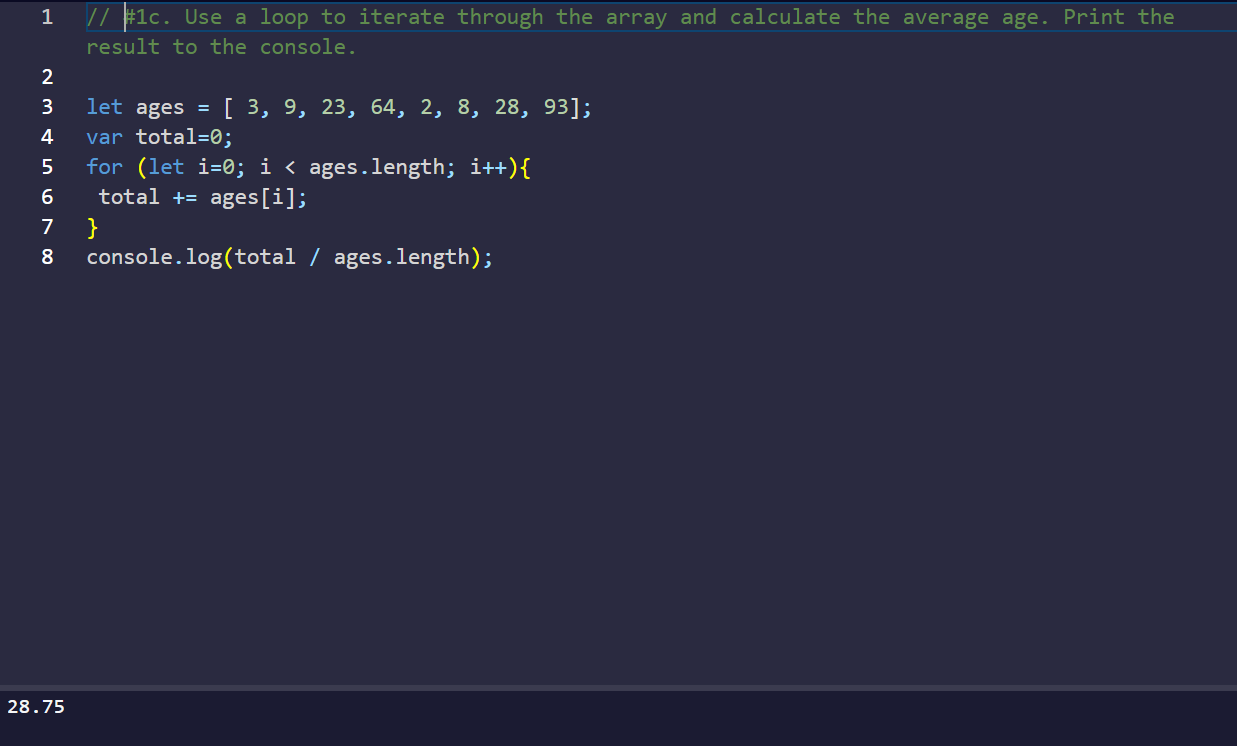 1 // #1c. Use a loop to iterate through the array and calculate the average age. Print the
result to the console.
2
3 let ages = [ 3, 9, 23, 64, 2, 8, 28, 93];
4 var total=0;
5 for (let i=0; i < ages.length; i++){
6  total += ages[i];
7 }
8 console.log(total / ages.length);
28.75